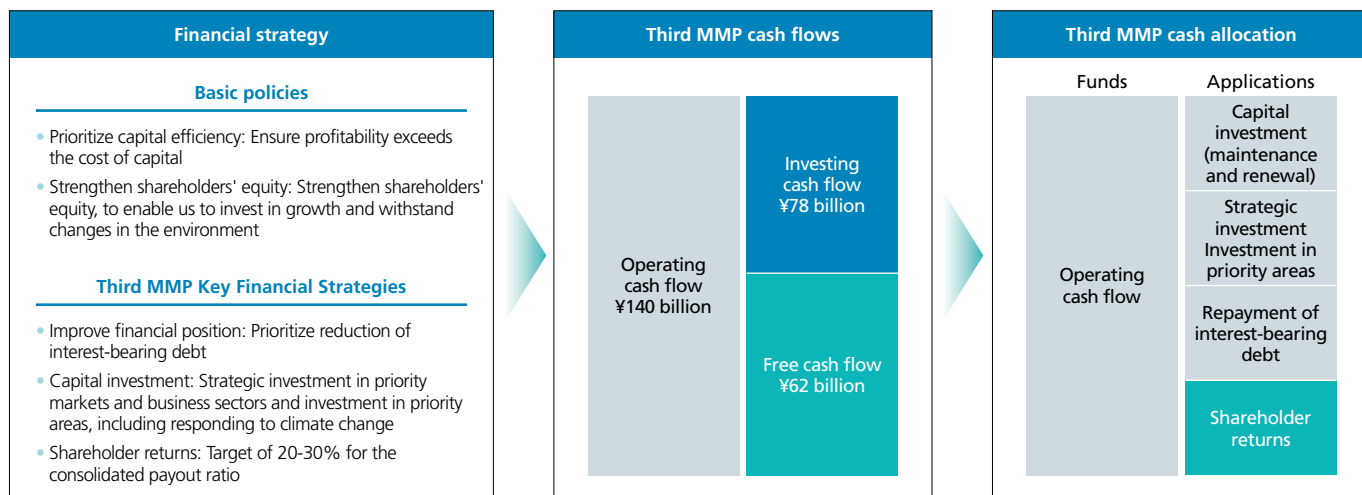 Financial strategy
Basic policies
• Prioritize capital efficiency: Ensure profitability exceeds
the cost of capital
• Strengthen shareholders' equity: Strengthen shareholders'
equity, to enable us to invest in growth and withstand
changes in the environment
Third MMP Key Financial Strategies
• Improve financial position: Prioritize reduction of
interest-bearing debt
• Capital investment: Strategic investment in priority
markets and business sectors and investment in priority
areas, including responding to climate change
• Shareholder returns: Target of 20-30% for the
consolidated payout ratio
Third MMP cash flows
Operating
cash flow
¥140 billion
Investing
cash flow
¥78 billion
Free cash flow
¥62 billion
Third MMP cash allocation
Funds
Applications
Operating
cash flow
Capital
investment
(maintenance
and renewal)
Strategic
investment
Investment in
priority areas
Repayment of
interest-bearing
debt
Shareholder
returns